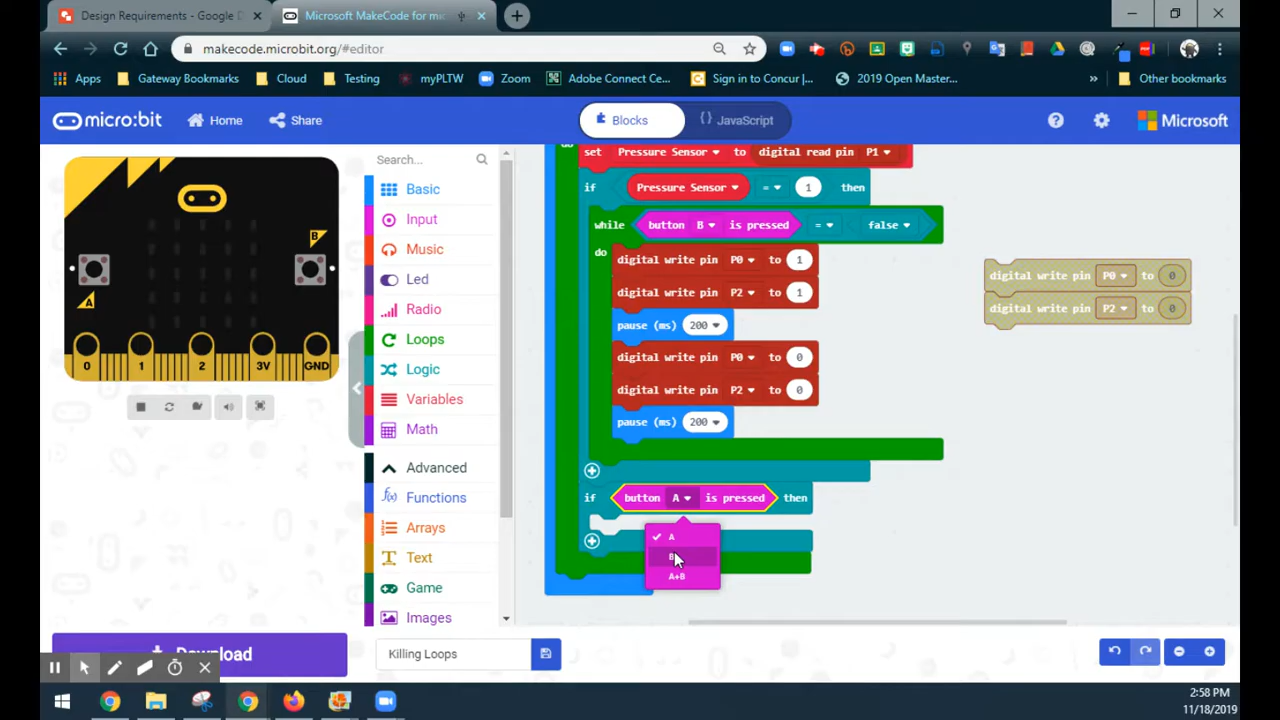 Design Requirements - Google D
Microsoft MakeCode for mi
makecode.microbit.org/#editor
Apps
Gateway Bookmarks
Cloud
Testing
myPLTW
Zoom
Adobe Connect Ce...
Sign in to Concur |...
2019 Open Master...
»
Other bookmarks
micro:bit
Home
Share
Blocks
{} JavaScript
Microsoft
A
B
0 1 2 3V GND
Download
Search...
Basic
Input
Music
Led
Radio
Loops
Logic
Variables
Math
Advanced
Functions
Arrays
Text
Game
Images
do
set Pressure Sensor to digital read pin P1
if Pressure Sensor = 1 then
while button B is pressed = false
do
digital write pin P0 to 1
digital write pin P2 to 1
pause (ms) 200
digital write pin P0 to 0
digital write pin P2 to 0
pause (ms) 200
if button A is pressed then
A
B
A+B
digital write pin P0 to 0
digital write pin P2 to 0
Killing Loops
2:58 PM
11/18/2019